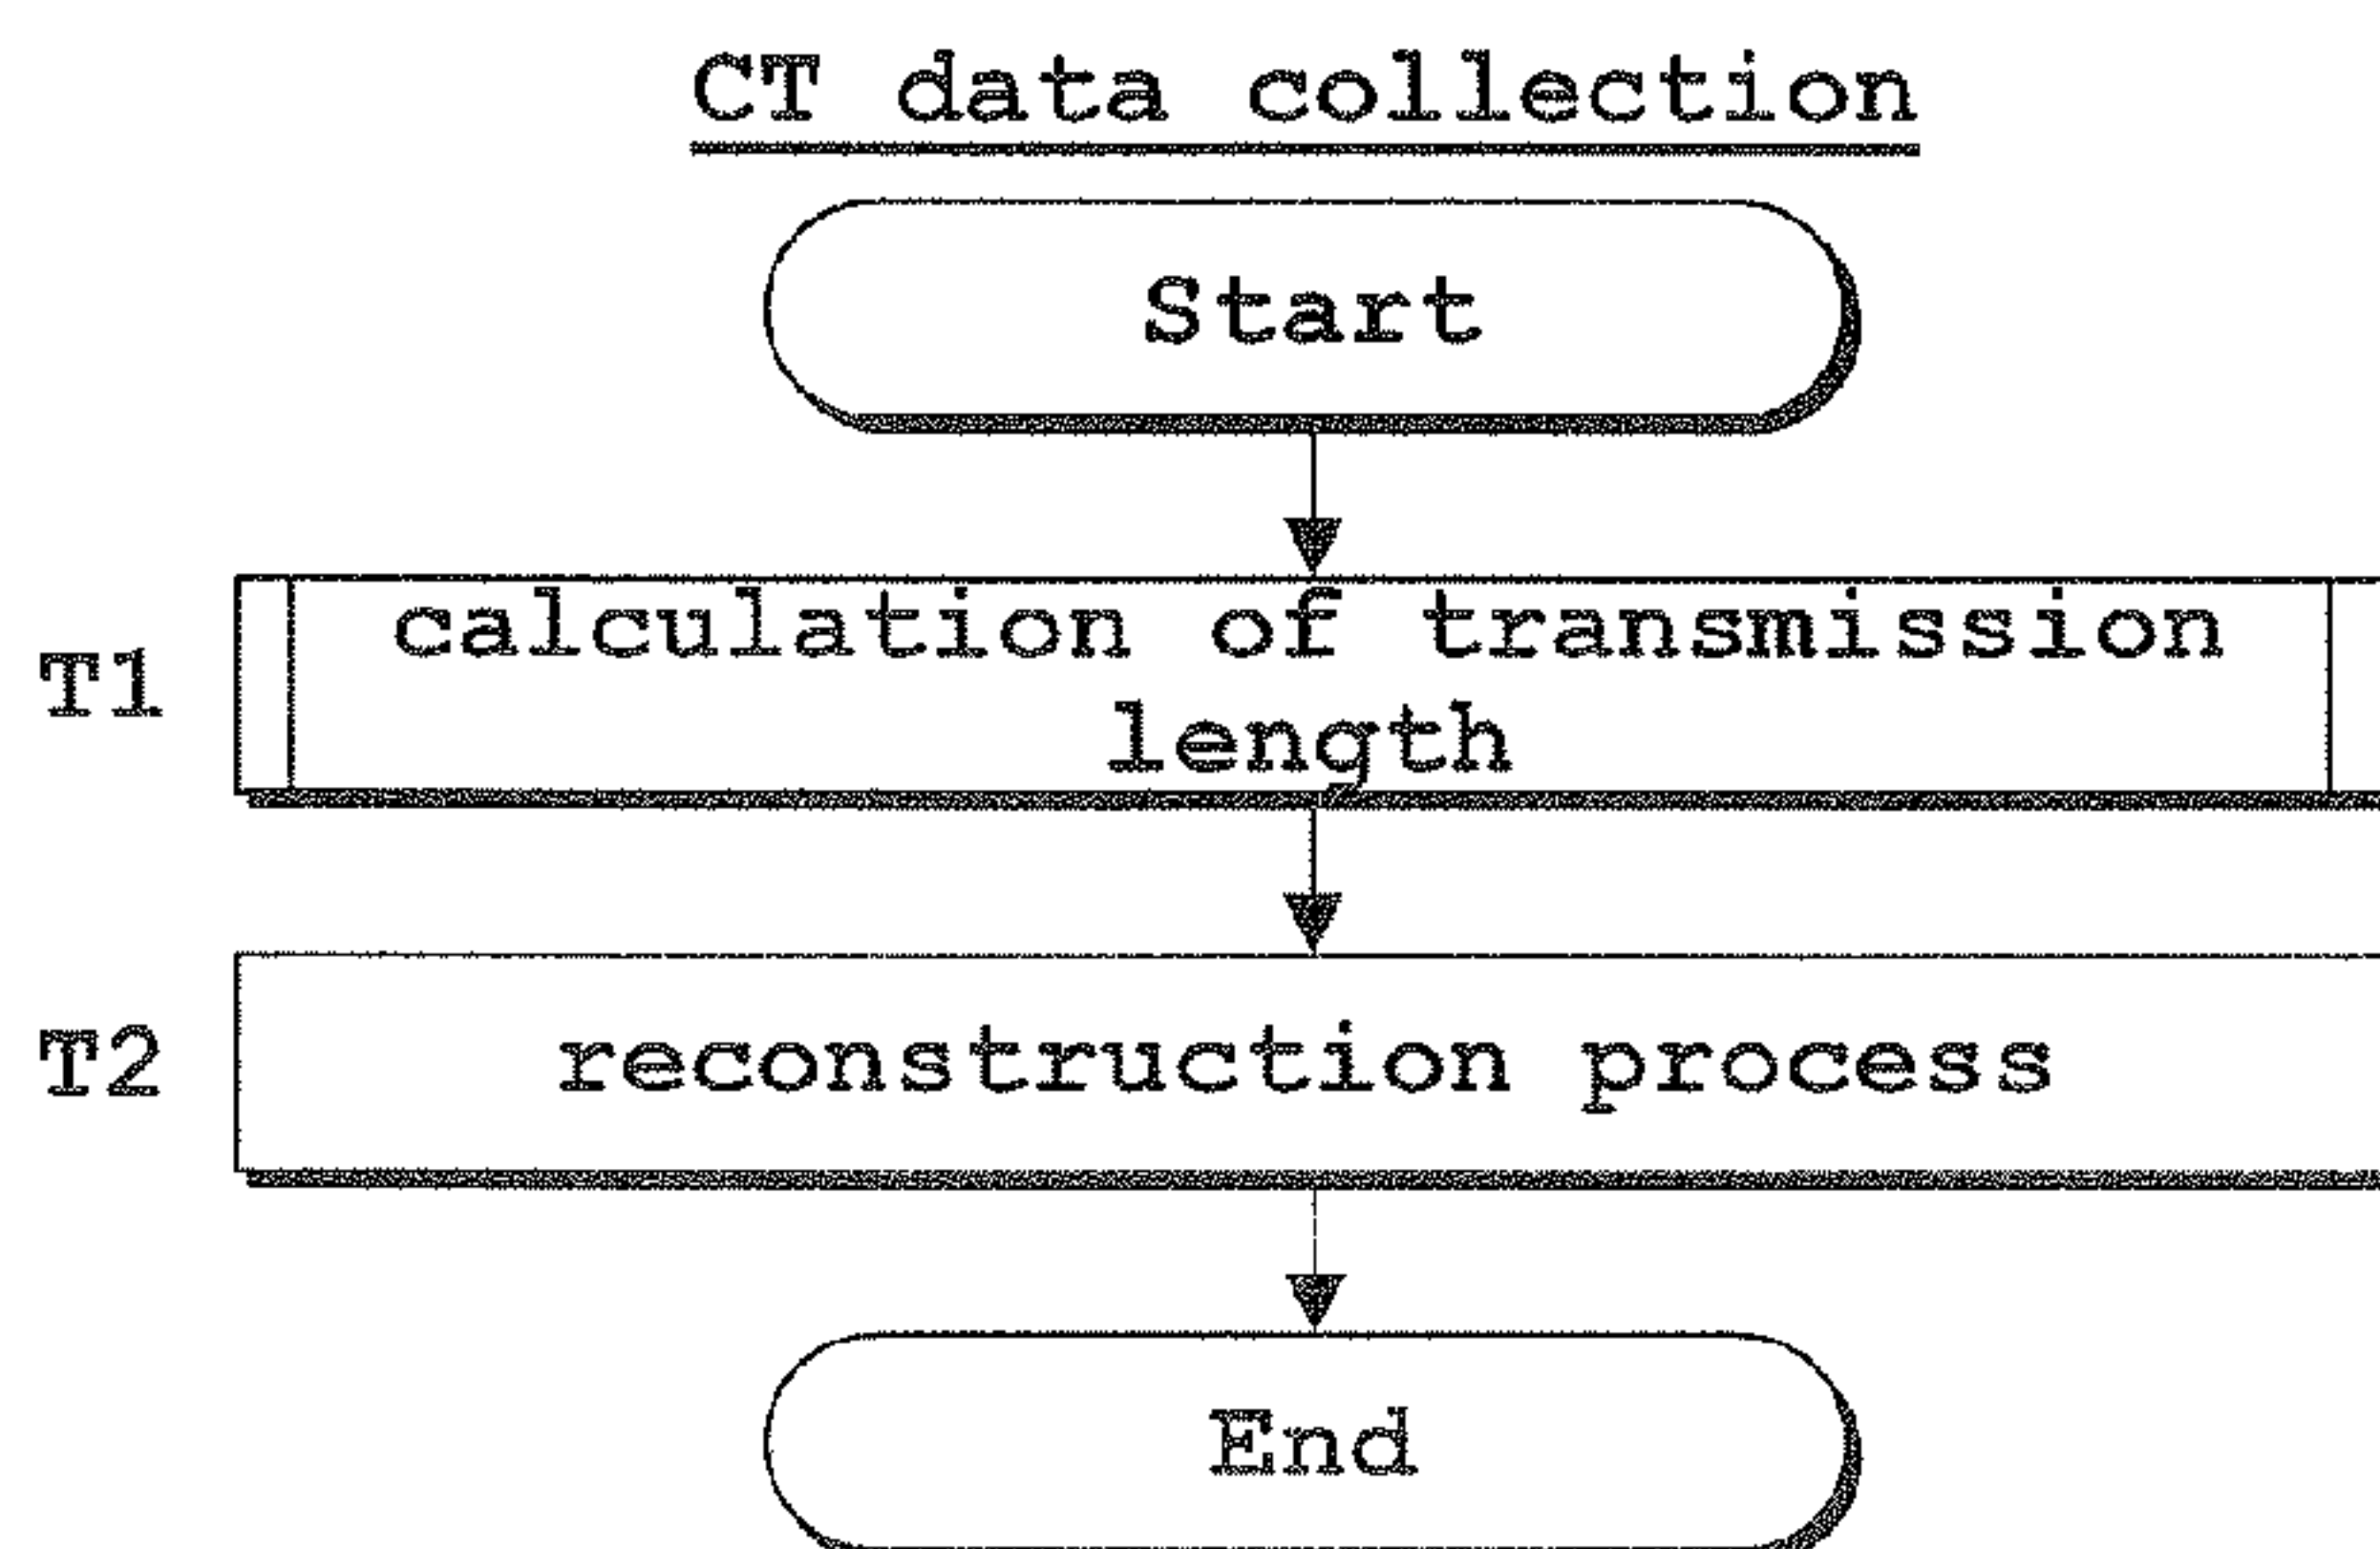 CT data collection
Start
T1
calculation of transmission
length
T2
reconstruction process
End